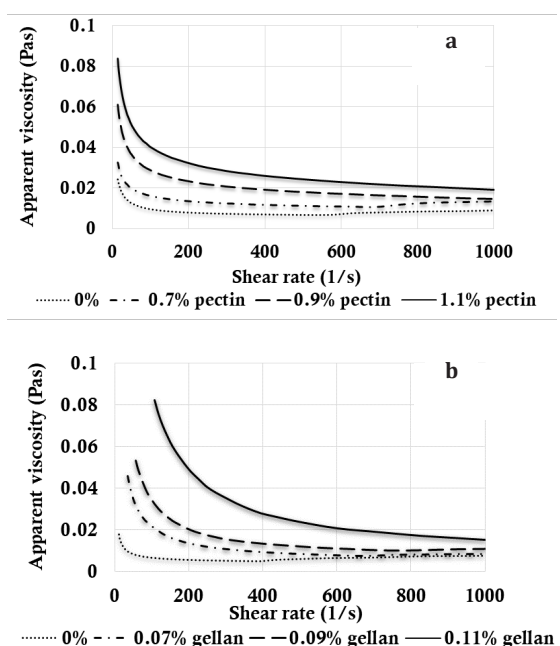 a
Apparent viscosity (Pas)
0.1
0.08
0.06
0.04
0.02
0
0 200 400 600 800 1000
Shear rate (1/s)
0% 0.7% pectin 0.9% pectin 1.1% pectin
b
Apparent viscosity (Pas)
0.1
0.08
0.06
0.04
0.02
0
0 200 400 600 800 1000
Shear rate (1/s)
0% 0.07% gellan 0.09% gellan 0.11% gellan